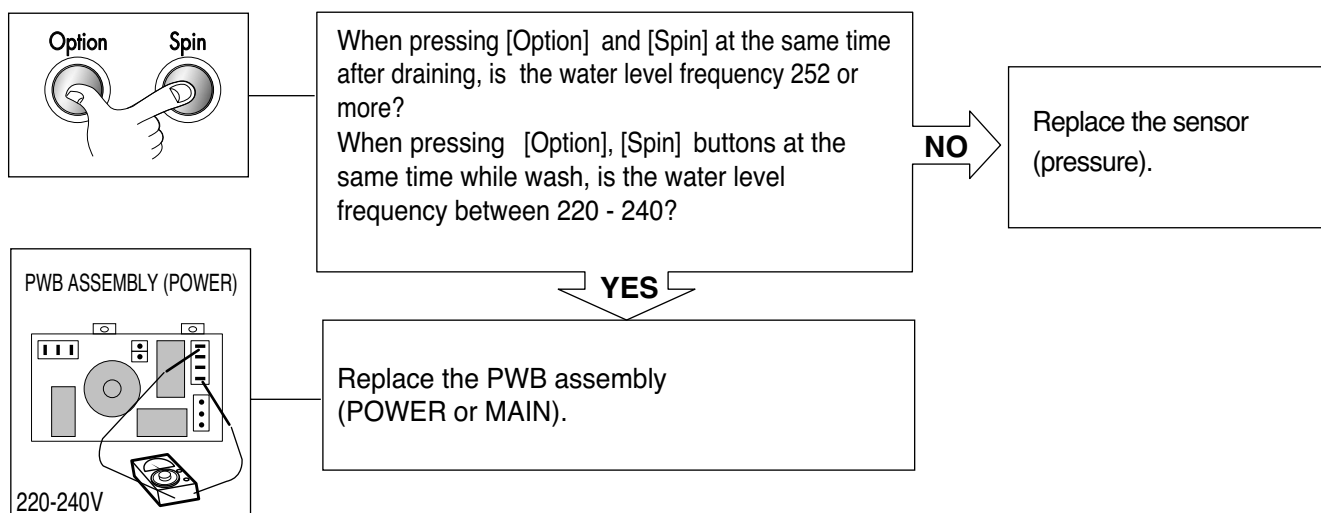 Option Spin
When pressing [Option] and [Spin] at the same time
after draining, is the water level frequency 252 or
more?
When pressing [Option], [Spin] buttons at the
same time while wash, is the water level
frequency between 220 - 240?
NO
Replace the sensor
(pressure).
YES
PWB ASSEMBLY (POWER)
220-240V
Replace the PWB assembly
(POWER or MAIN).